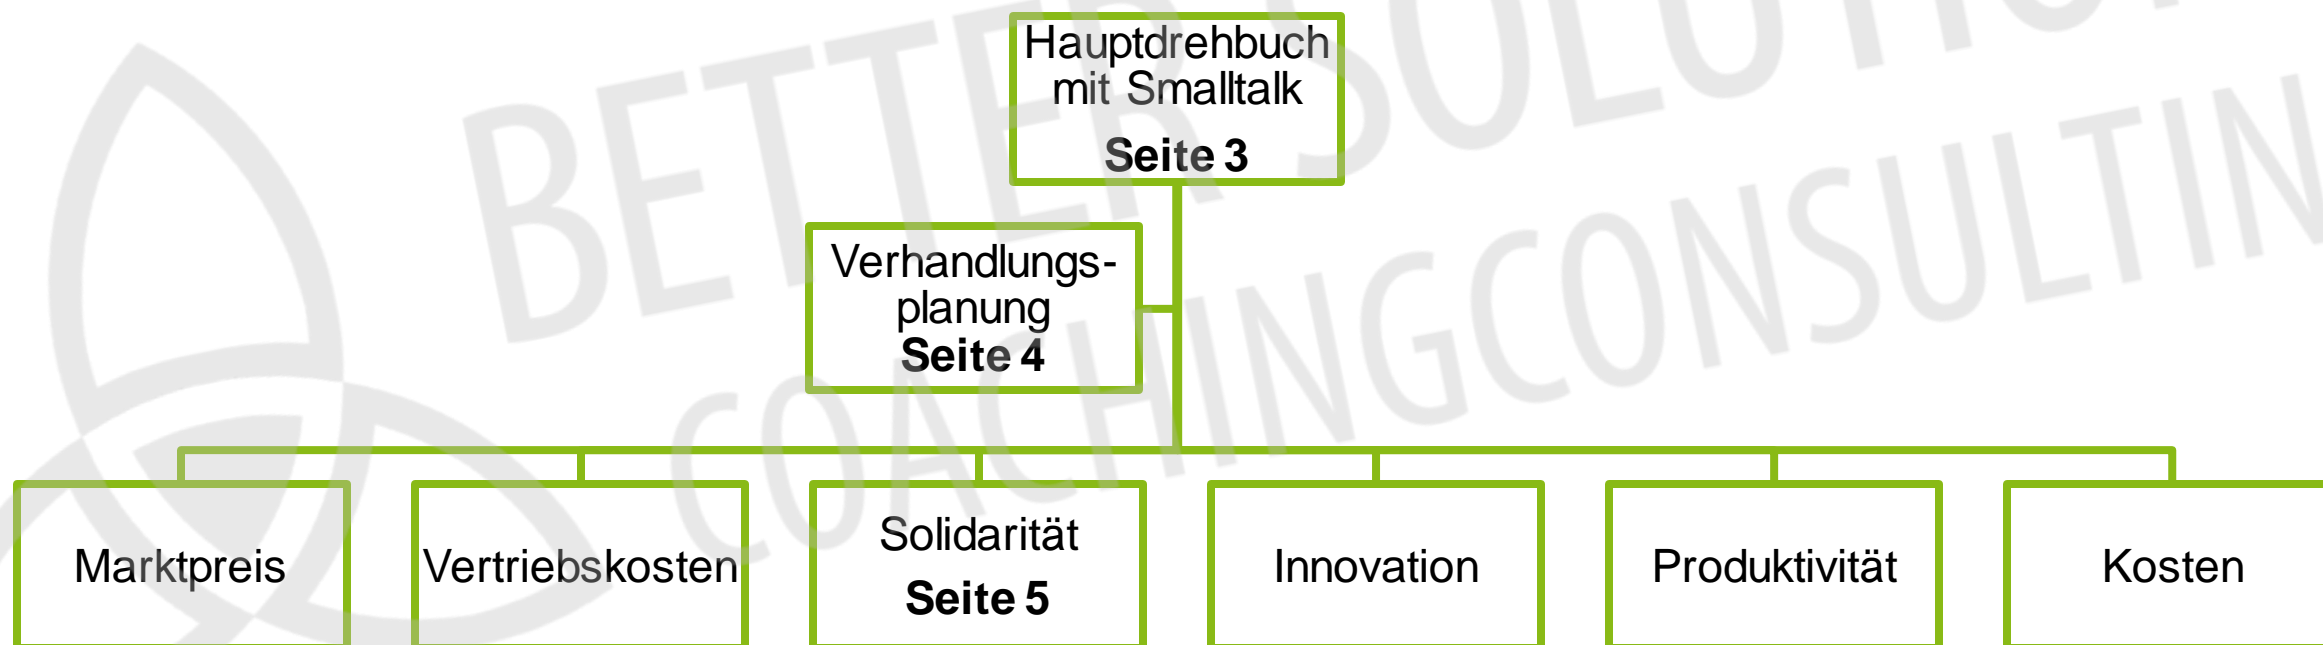 Hauptdrehbuch
mit Smalltalk
Seite 3
Verhandlungs-
planung
Seite 4
Marktpreis
Vertriebskosten
Solidarität
Seite 5
Innovation
Produktivität
Kosten
BETTER SOLUTIO
COACHINGCONSULTIN